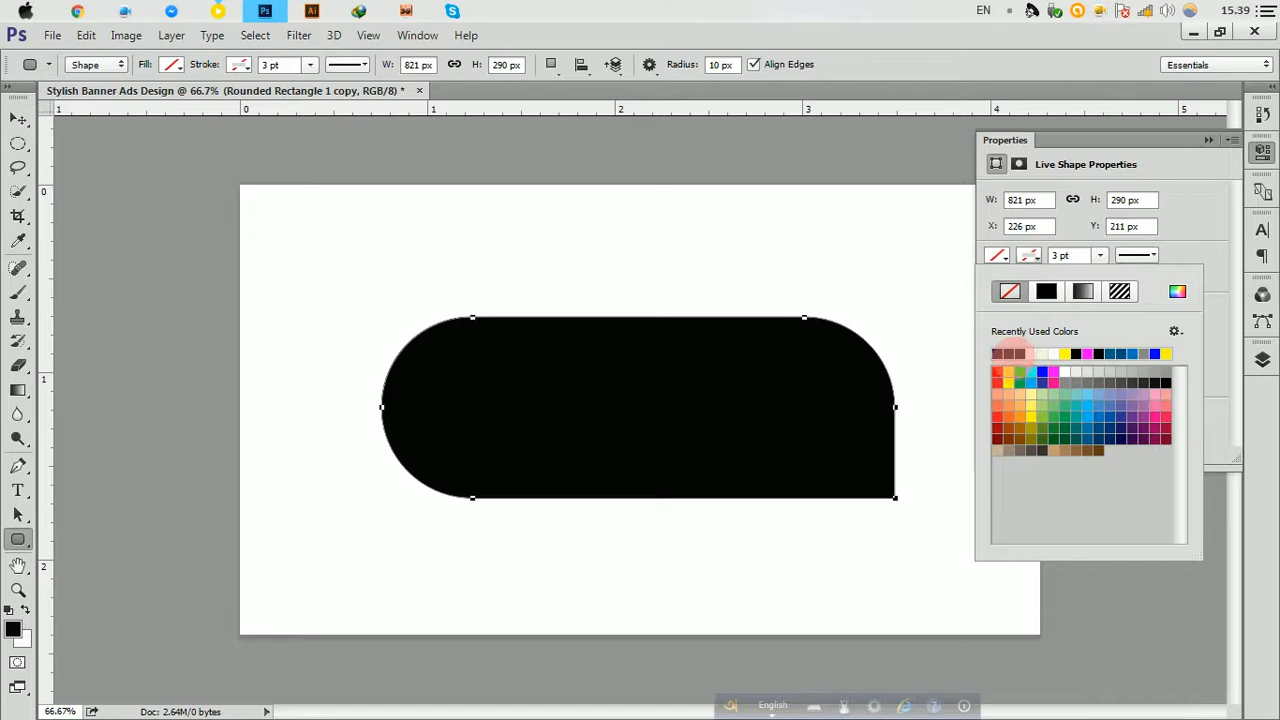 EN 15.39
Ps File Edit Image Layer Type Select Filter 3D View Window Help
Shape Fill: Stroke: 3 pt W: 821 px H: 290 px Radius: 10 px Align Edges Essentials
Stylish Banner Ads Design @ 66.7% (Rounded Rectangle 1 copy, RGB/8) *
1 0 1 2 3 4 5
Properties
Live Shape Properties
W: 821 px H: 290 px
X: 226 px Y: 211 px
3 pt
Recently Used Colors
0
1
2
66.67% Doc: 2.64M/0 bytes
English